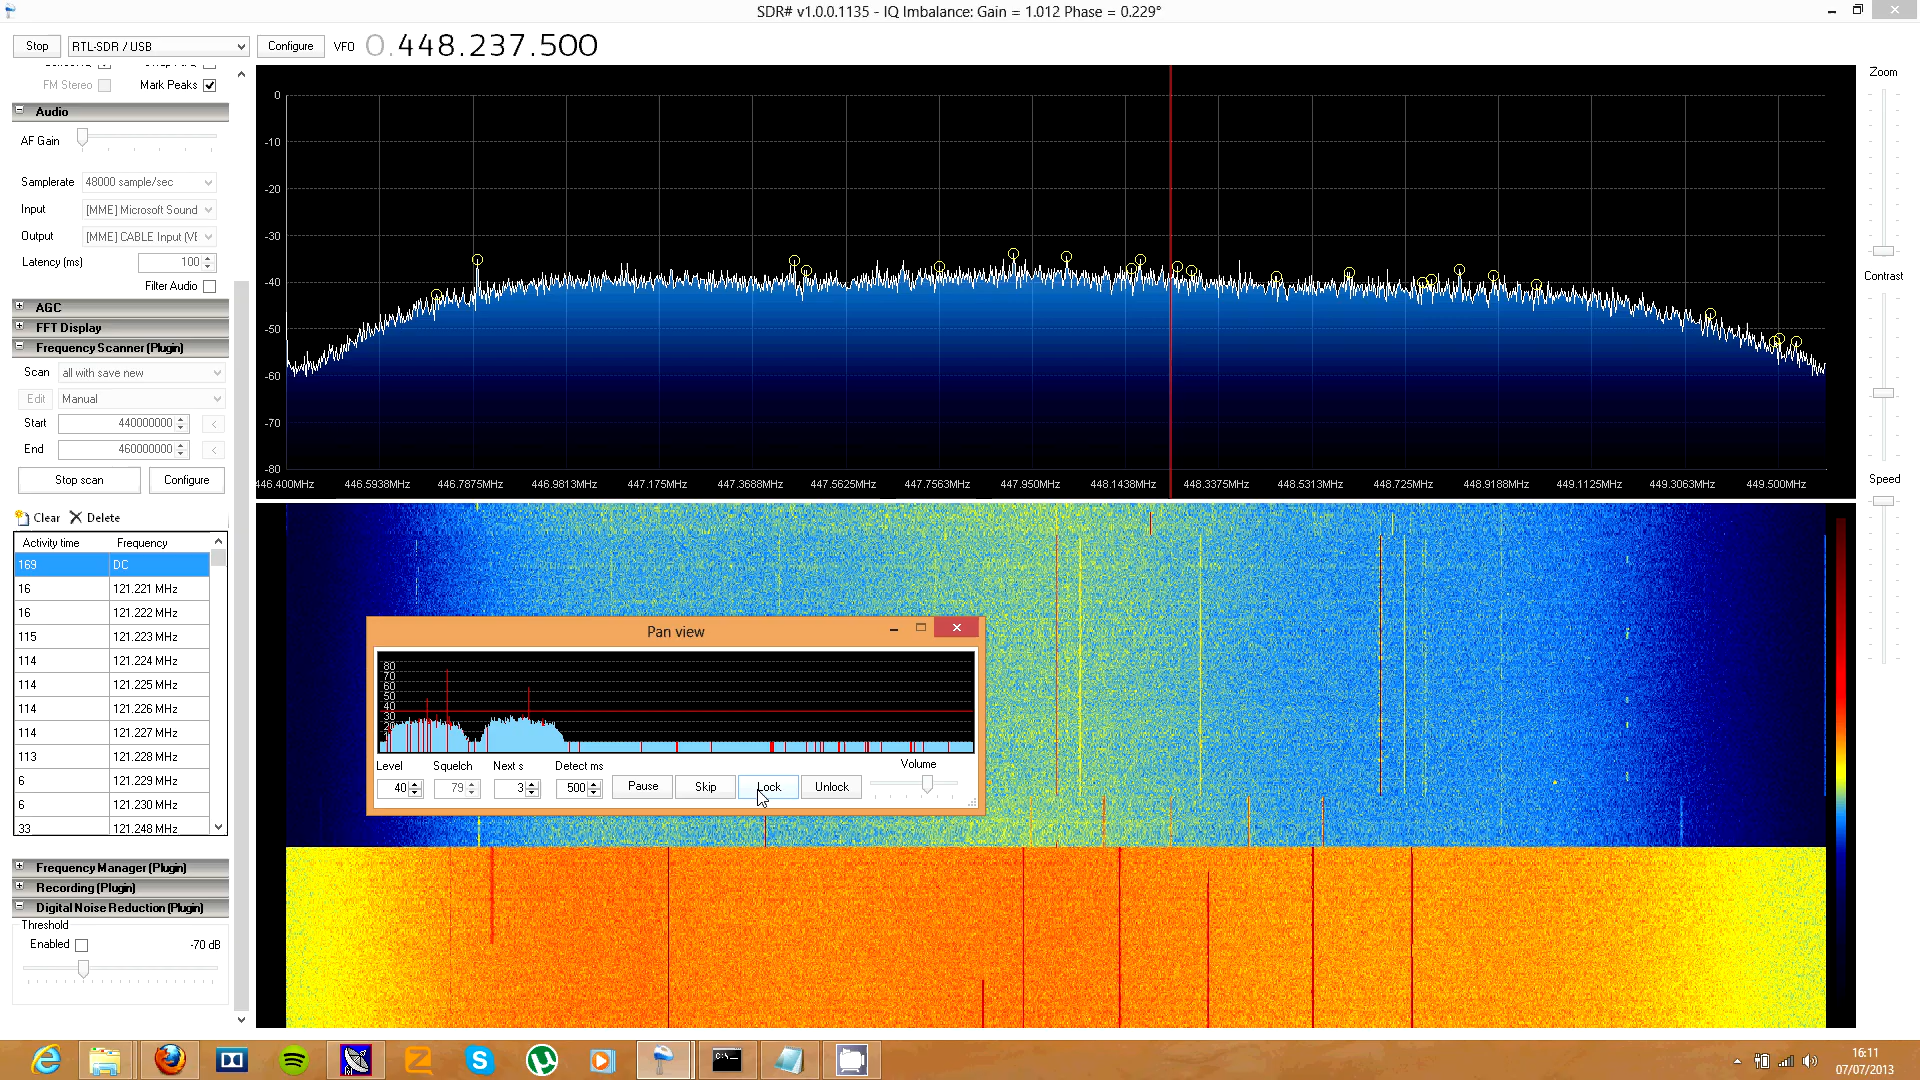 SDR# v1.0.0.1135 - IQ Imbalance: Gain = 1.012 Phase = 0.229°
Stop
RTL-SDR / USB
Configure
VFO
0.448.237.500
FM Stereo
Mark Peaks
Audio
AF Gain
Samplerate
48000 sample/sec
Input
[MME] Microsoft Sound
Output
[MME] CABLE Input (VE
Latency (ms)
100
Filter Audio
AGC
FFT Display
Frequency Scanner (Plugin)
Scan
all with save new
Edit
Manual
Start
440000000
<
End
460000000
<
Stop scan
Configure
Clear
Delete
Activity time Frequency
169 DC
16 121.221 MHz
16 121.222 MHz
115 121.223 MHz
114 121.224 MHz
114 121.225 MHz
114 121.226 MHz
114 121.227 MHz
113 121.228 MHz
6 121.229 MHz
6 121.230 MHz
33 121.248 MHz
Frequency Manager (Plugin)
Recording (Plugin)
Digital Noise Reduction (Plugin)
Threshold
Enabled
-70 dB
0
-10
-20
-30
-40
-50
-60
-70
-80
446.400MHz 446.5938MHz 446.7875MHz 446.9813MHz 447.175MHz 447.3688MHz 447.5625MHz 447.7563MHz 447.950MHz 448.1438MHz 448.3375MHz 448.5313MHz 448.725MHz 448.9188MHz 449.1125MHz 449.3063MHz 449.500MHz
Zoom
Contrast
Speed
Pan view
80
70
60
50
40
30
Level
Squelch
Next s
Detect ms
Volume
40
79
3
500
Pause
Skip
Lock
Unlock
C:\_
16:11
07/07/2013